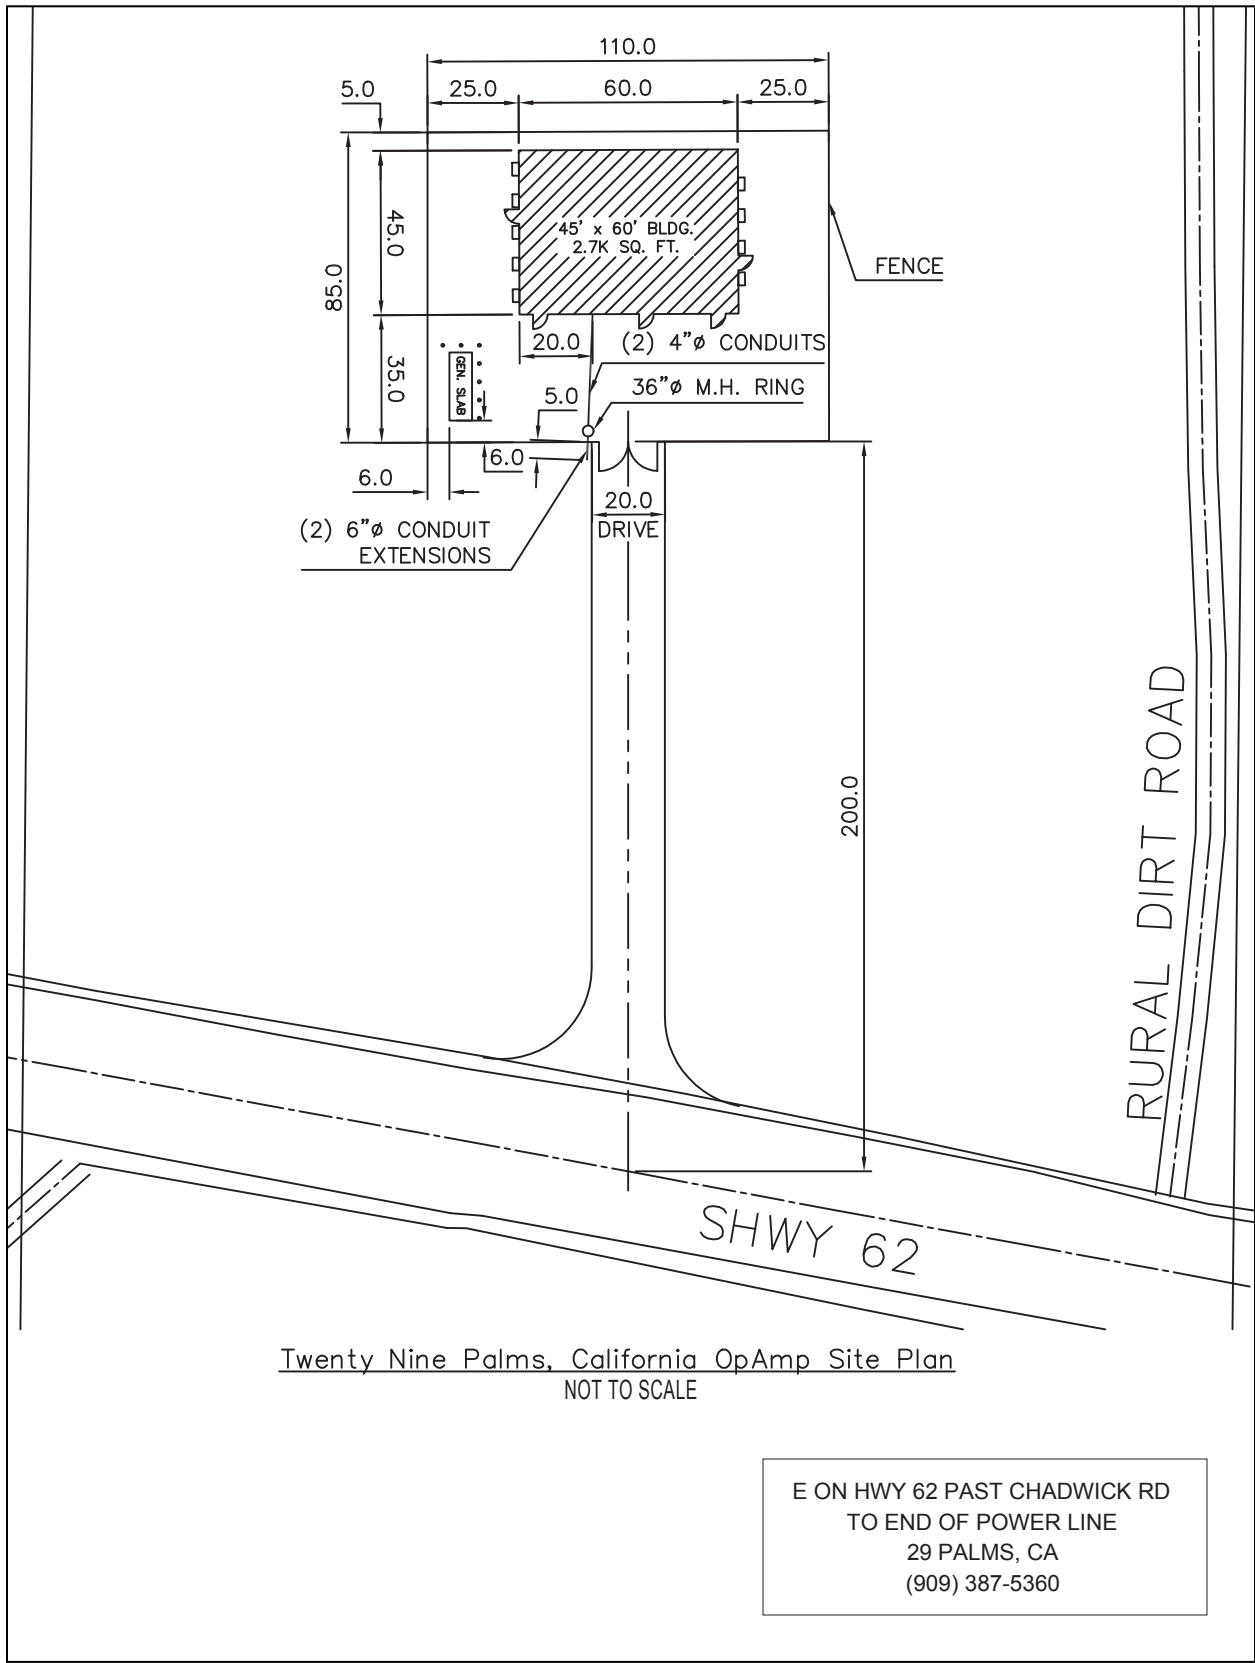 110.0
5.0
25.0
60.0
25.0
45.0
85.0
45' x 60' BLDG.
2.7K SQ. FT.
FENCE
20.0
(2) 4"ø CONDUITS
35.0
GEN. SLAB
36"ø M.H. RING
5.0
6.0
6.0
20.0
DRIVE
(2) 6"ø CONDUIT
EXTENSIONS
200.0
RURAL DIRT ROAD
SHWY 62
Twenty Nine Palms, California OpAmp Site Plan
NOT TO SCALE
E ON HWY 62 PAST CHADWICK RD
TO END OF POWER LINE
29 PALMS, CA
(909) 387-5360